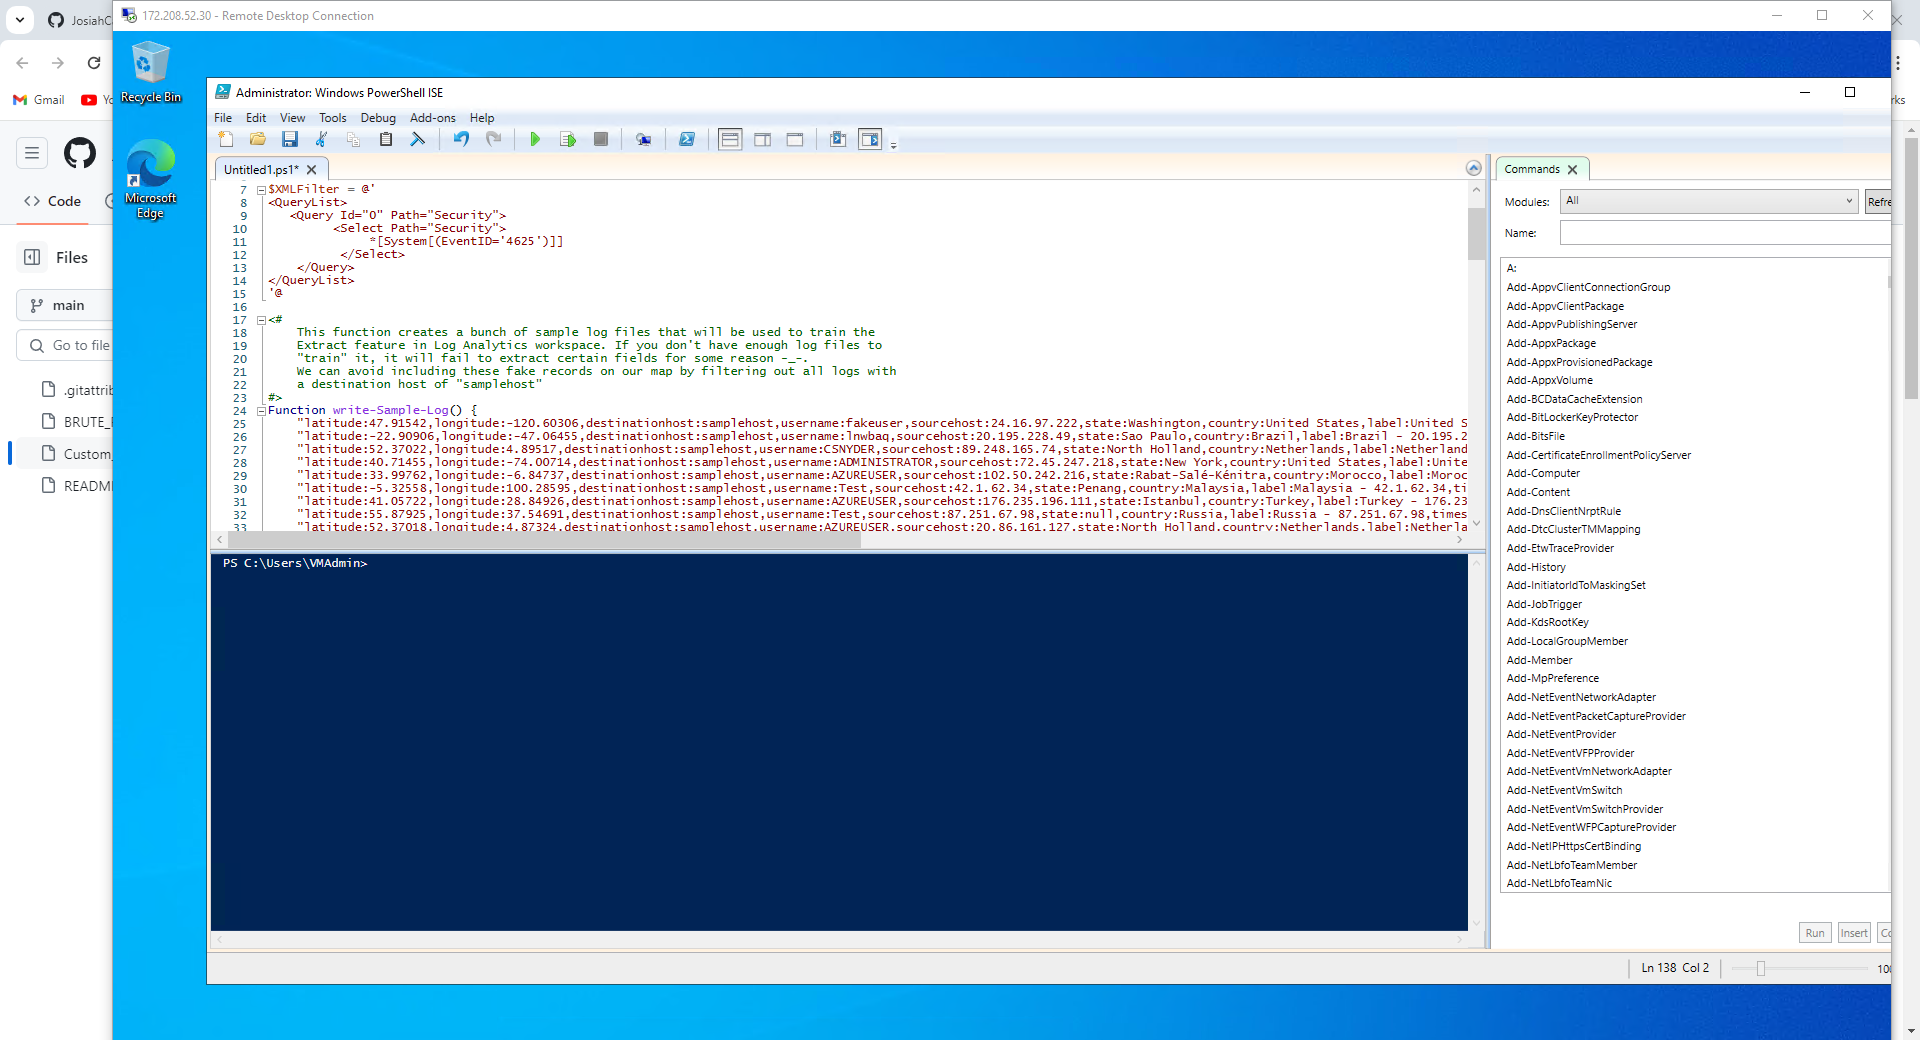 JosiahC
172.208.52.30 - Remote Desktop Connection
Gmail
Yo
rks
Recycle Bin
Microsoft
Edge
Code
Files
main
Go to file
.gitattrib
BRUTE_
Custom_
README
Administrator: Windows PowerShell ISE
File Edit View Tools Debug Add-ons Help
Untitled1.ps1*
7 $XMLFilter = @'
8 <QueryList>
9 <Query Id="0" Path="Security">
10 <Select Path="Security">
11 *[System[(EventID='4625')]]
12 </Select>
13 </Query>
14 </QueryList>
15 '@
16
17 <#
18 This function creates a bunch of sample log files that will be used to train the
19 Extract feature in Log Analytics workspace. If you don't have enough log files to
20 "train" it, it will fail to extract certain fields for some reason -_-.
21 We can avoid including these fake records on our map by filtering out all logs with
22 a destination host of "samplehost"
23 #>
24 Function write-Sample-Log() {
25 "latitude:47.91542,longitude:-120.60306,destinationhost:samplehost,username:fakeuser,sourcehost:24.16.97.222,state:Washington,country:United States,label:United S
26 "latitude:-22.90906,longitude:-47.06455,destinationhost:samplehost,username:lnwbaq,sourcehost:20.195.228.49,state:Sao Paulo,country:Brazil,label:Brazil - 20.195.2
27 "latitude:52.37022,longitude:4.89517,destinationhost:samplehost,username:CSNYDER,sourcehost:89.248.165.74,state:North Holland,country:Netherlands,label:Netherland
28 "latitude:40.71455,longitude:-74.00714,destinationhost:samplehost,username:ADMINISTRATOR,sourcehost:72.45.247.218,state:New York,country:United States,label:Unite
29 "latitude:33.99762,longitude:-6.84737,destinationhost:samplehost,username:AZUREUSER,sourcehost:102.50.242.216,state:Rabat-Salé-Kénitra,country:Morocco,label:Moroc
30 "latitude:-5.32558,longitude:100.28595,destinationhost:samplehost,username:Test,sourcehost:42.1.62.34,state:Penang,country:Malaysia,label:Malaysia - 42.1.62.34,ti
31 "latitude:41.05722,longitude:28.84926,destinationhost:samplehost,username:AZUREUSER,sourcehost:176.235.196.111,state:Istanbul,country:Turkey,label:Turkey - 176.23
32 "latitude:55.87925,longitude:37.54691,destinationhost:samplehost,username:Test,sourcehost:87.251.67.98,state:null,country:Russia,label:Russia - 87.251.67.98,times
33 "latitude:52.37018,longitude:4.87324,destinationhost:samplehost,username:AZUREUSER,sourcehost:20.86.161.127,state:North Holland,country:Netherlands,label:Netherla
PS C:\Users\VMAdmin>
Commands
Modules: All Refre
Name:
A:
Add-AppvClientConnectionGroup
Add-AppvClientPackage
Add-AppvPublishingServer
Add-AppxPackage
Add-AppxProvisionedPackage
Add-AppxVolume
Add-BCDataCacheExtension
Add-BitLockerKeyProtector
Add-BitsFile
Add-CertificateEnrollmentPolicyServer
Add-Computer
Add-Content
Add-DnsClientNrptRule
Add-DtcClusterTMMapping
Add-EtwTraceProvider
Add-History
Add-InitiatorIdToMaskingSet
Add-JobTrigger
Add-KdsRootKey
Add-LocalGroupMember
Add-Member
Add-MpPreference
Add-NetEventNetworkAdapter
Add-NetEventPacketCaptureProvider
Add-NetEventProvider
Add-NetEventVFPProvider
Add-NetEventVmNetworkAdapter
Add-NetEventVmSwitch
Add-NetEventVmSwitchProvider
Add-NetEventWFPCaptureProvider
Add-NetIPHttpsCertBinding
Add-NetLbfoTeamMember
Add-NetLbfoTeamNic
Run Insert Co
Ln 138 Col 2 100